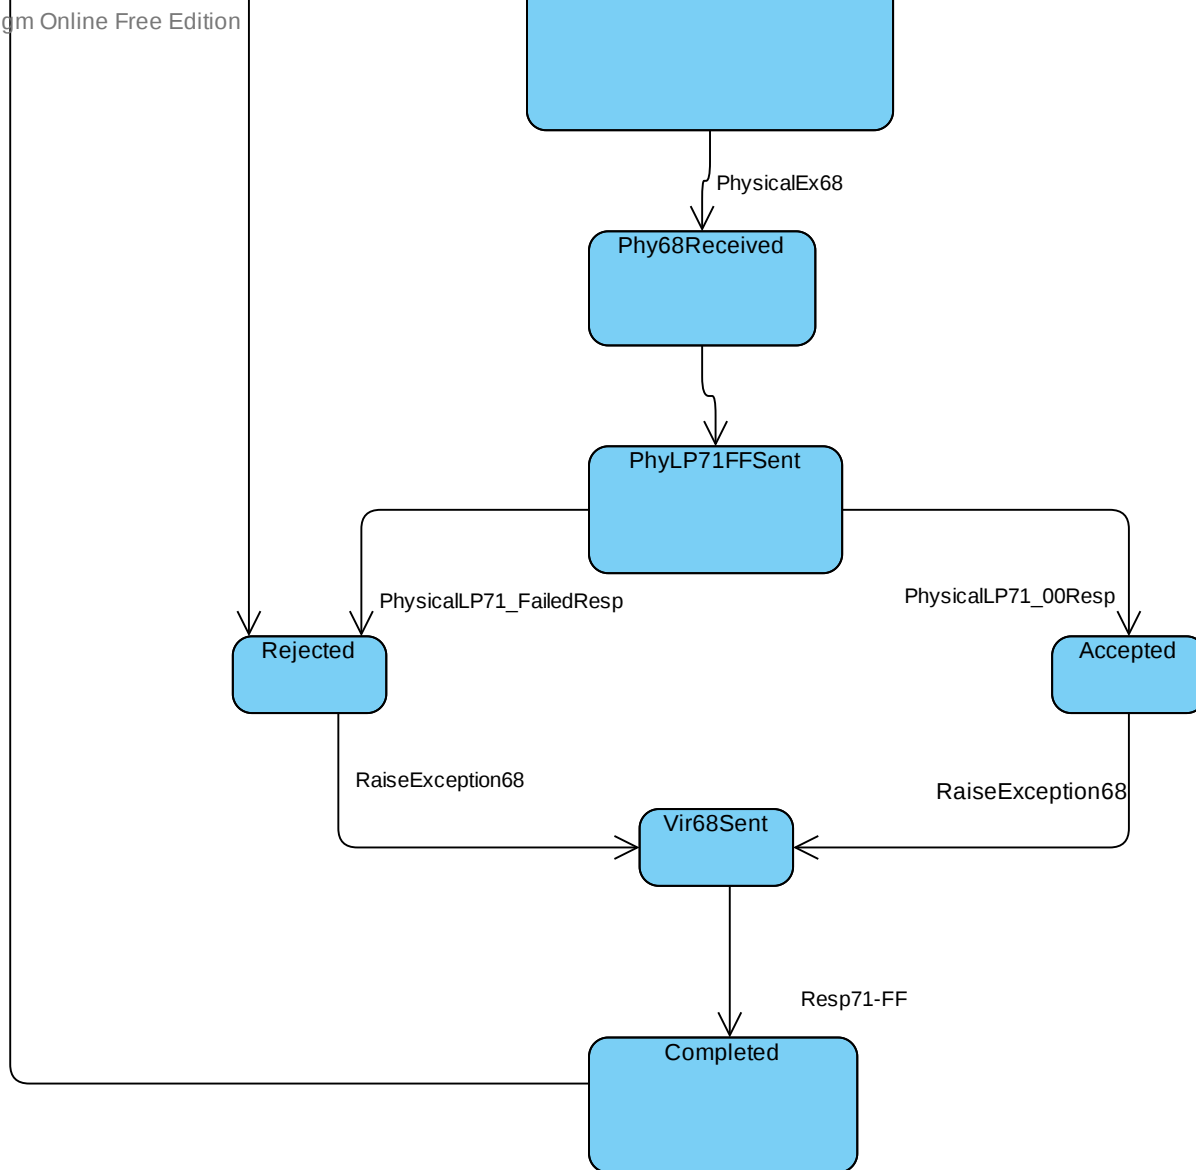 gm Online Free Edition
PhysicalEx68
Phy68Received
PhyLP71FFSent
PhysicalLP71_FailedResp
PhysicalLP71_00Resp
Rejected
Accepted
RaiseException68
RaiseException68
Vir68Sent
Resp71-FF
Completed